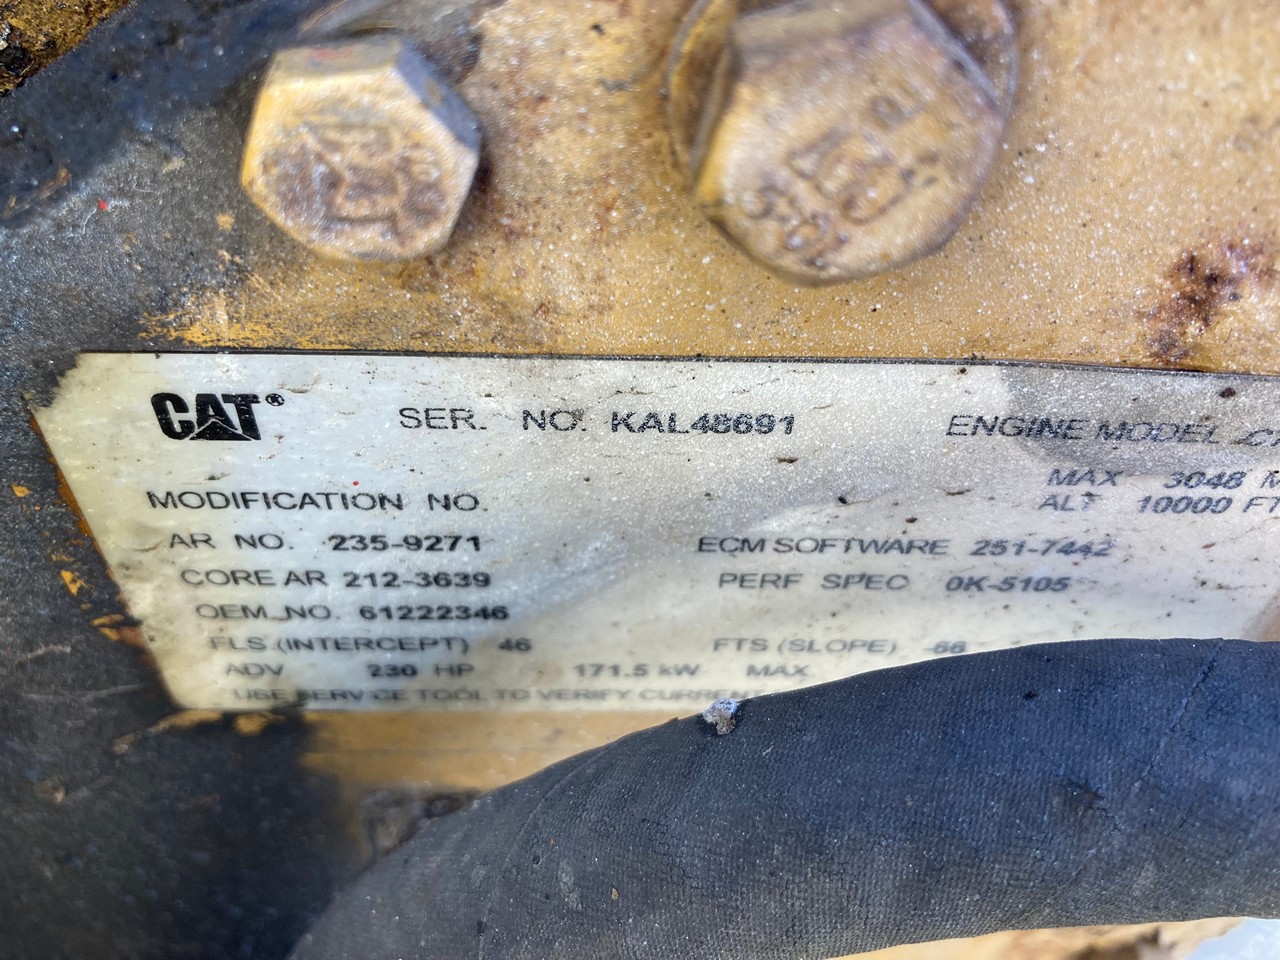 CAT® SER. NO. KAL48691 ENGINE MODEL
MAX 3048 M
ALT 10000 FT
MODIFICATION NO.
AR NO. 235-9271 ECM SOFTWARE 251-7442
CORE AR 212-3639 PERF SPEC 0K-5105
OEM NO. 61222346
FLS (INTERCEPT) 46 FTS (SLOPE) -66
ADV 230 HP 171.5 kW MAX
USE SERVICE TOOL TO VERIFY CURRENT